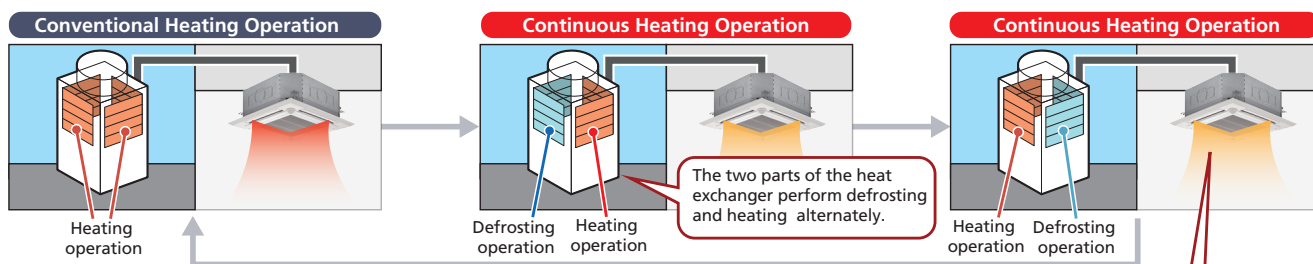 Conventional Heating Operation
Continuous Heating Operation
Continuous Heating Operation
Heating
operation
Defrosting
operation
Heating
operation
The two parts of the heat
exchanger perform defrosting
and heating alternately.
Heating
operation
Defrosting
operation